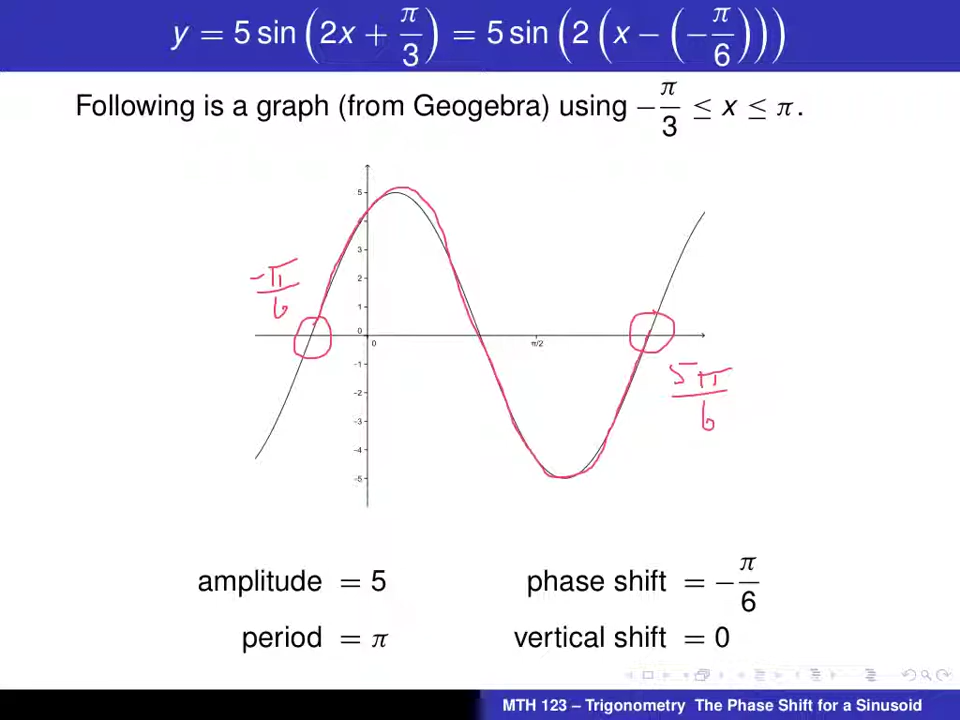 y = 5 sin (2x + π/3) = 5 sin (2 (x − (−π/6)))
Following is a graph (from Geogebra) using −π/3 ≤ x ≤ π.
5
3
2
1
0
0
π/2
-1
-2
-3
-4
-5
−π/6
5π/6
amplitude = 5
phase shift = −π/6
period = π
vertical shift = 0
MTH 123 – Trigonometry The Phase Shift for a Sinusoid